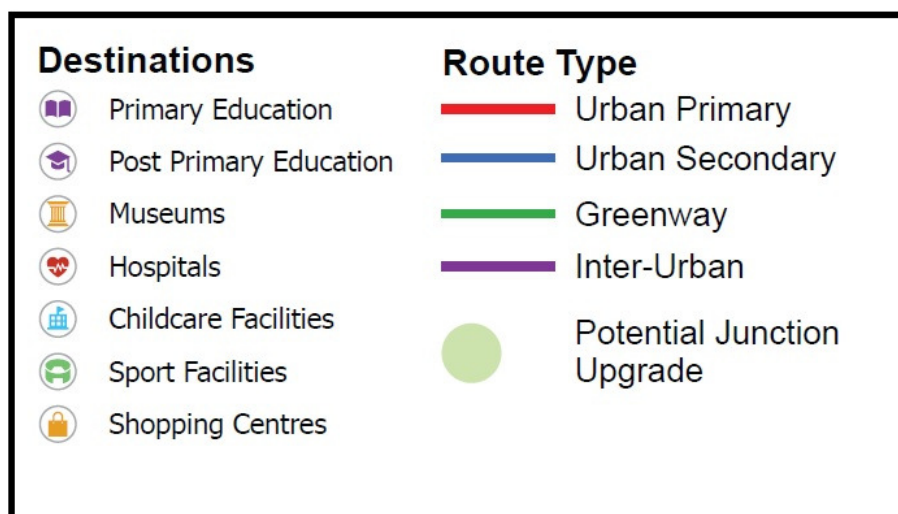 Destinations
Primary Education
Post Primary Education
Museums
Hospitals
Childcare Facilities
Sport Facilities
Shopping Centres
Route Type
Urban Primary
Urban Secondary
Greenway
Inter-Urban
Potential Junction
Upgrade